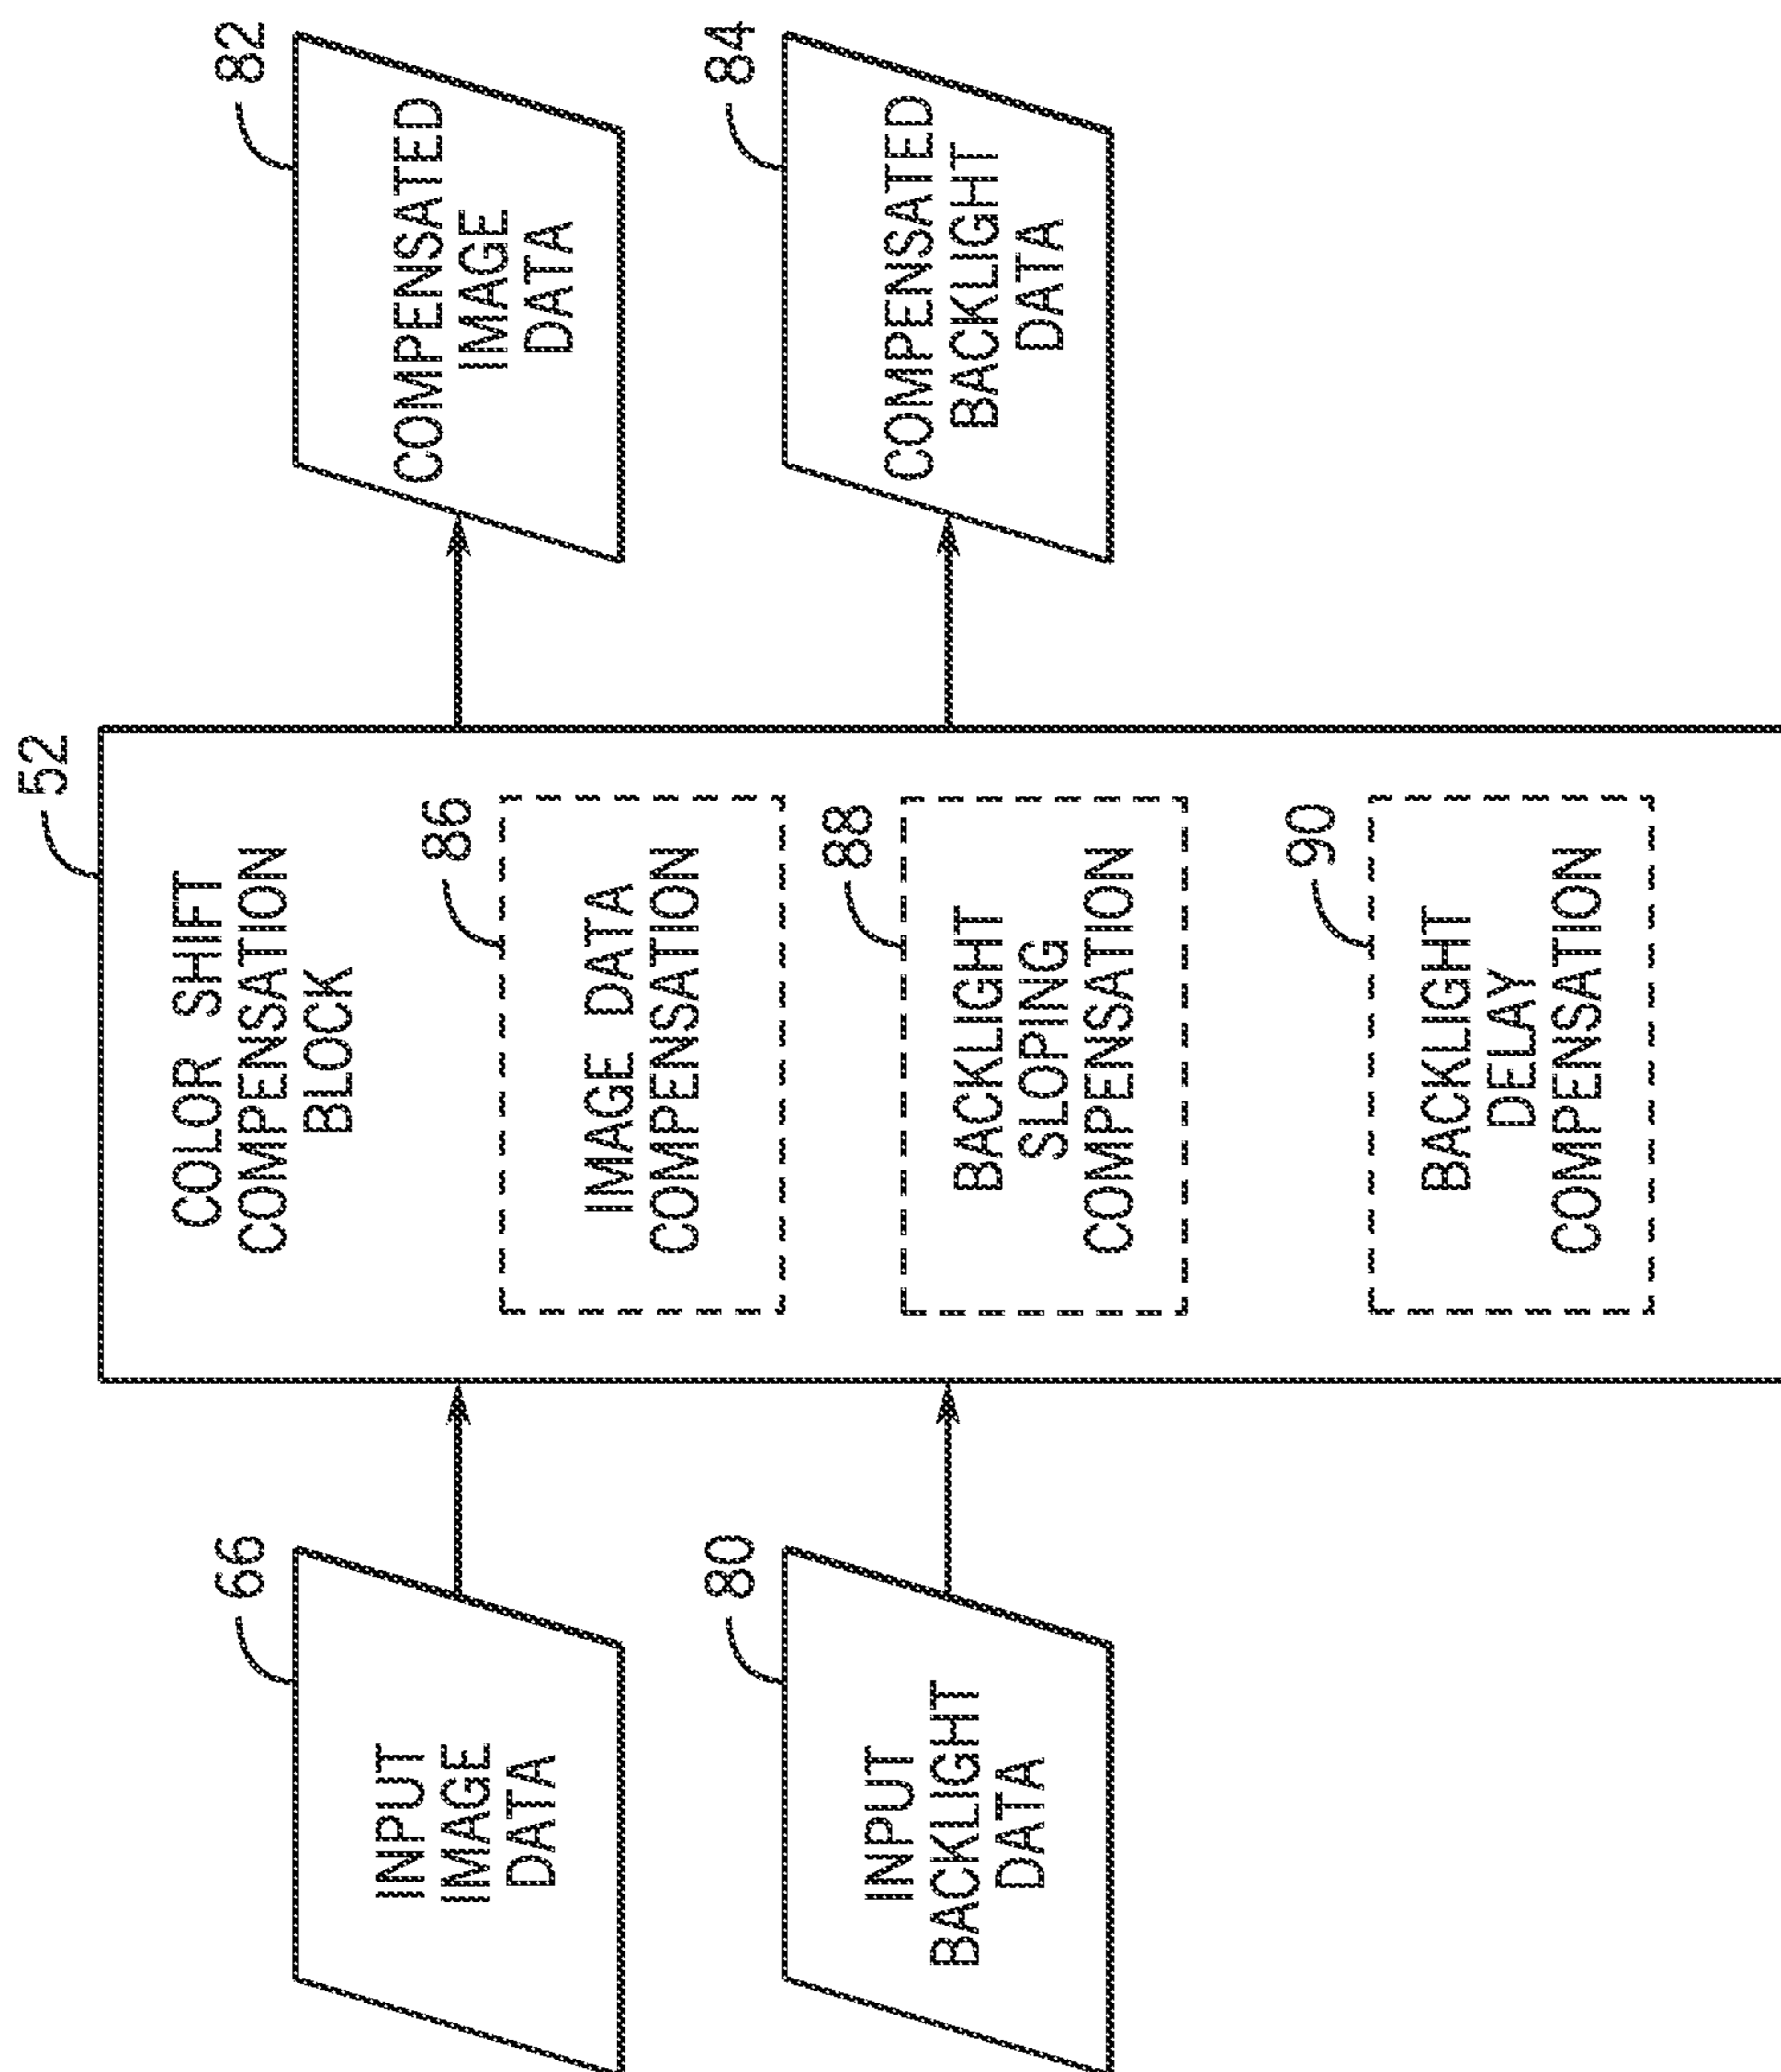 52
COLOR SHIFT
COMPENSATION
BLOCK
66
INPUT
IMAGE
DATA
86
IMAGE DATA
COMPENSATION
82
COMPENSATED
IMAGE
DATA
80
INPUT
BACKLIGHT
DATA
88
BACKLIGHT
SLOPING
COMPENSATION
84
COMPENSATED
BACKLIGHT
DATA
90
BACKLIGHT
DELAY
COMPENSATION